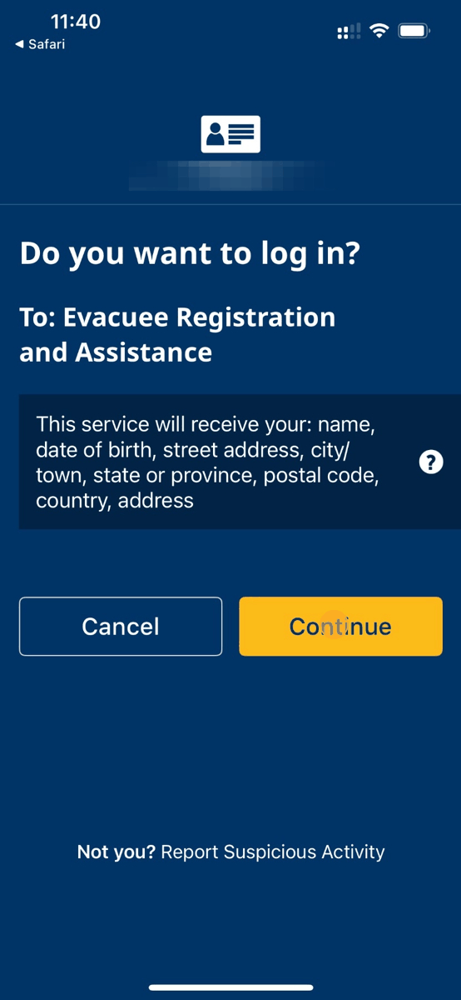 11:40
◀ Safari
Do you want to log in?
To: Evacuee Registration
and Assistance
This service will receive your: name,
date of birth, street address, city/
town, state or province, postal code,
country, address
?
Cancel
Continue
Not you? Report Suspicious Activity